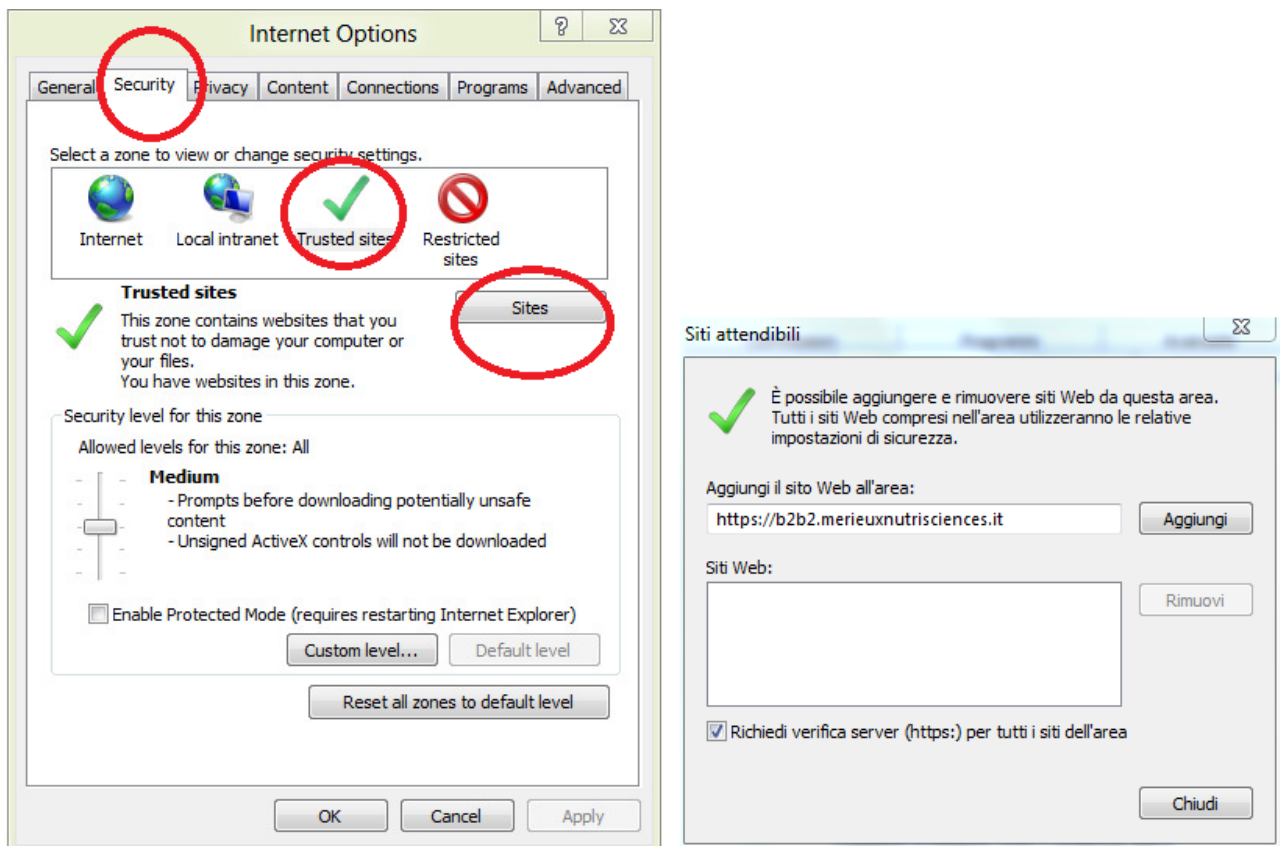 Internet Options
General Security Privacy Content Connections Programs Advanced
Select a zone to view or change security settings.
Internet Local intranet Trusted sites Restricted sites
Trusted sites
Sites
This zone contains websites that you
trust not to damage your computer or
your files.
You have websites in this zone.
Security level for this zone
Allowed levels for this zone: All
Medium
- Prompts before downloading potentially unsafe
content
- Unsigned ActiveX controls will not be downloaded
Enable Protected Mode (requires restarting Internet Explorer)
Custom level... Default level
Reset all zones to default level
OK Cancel Apply
Siti attendibili
È possibile aggiungere e rimuovere siti Web da questa area.
Tutti i siti Web compresi nell'area utilizzeranno le relative
impostazioni di sicurezza.
Aggiungi il sito Web all'area:
https://b2b2.merieuxnutrisciences.it Aggiungi
Siti Web:
Rimuovi
Richiedi verifica server (https:) per tutti i siti dell'area
Chiudi